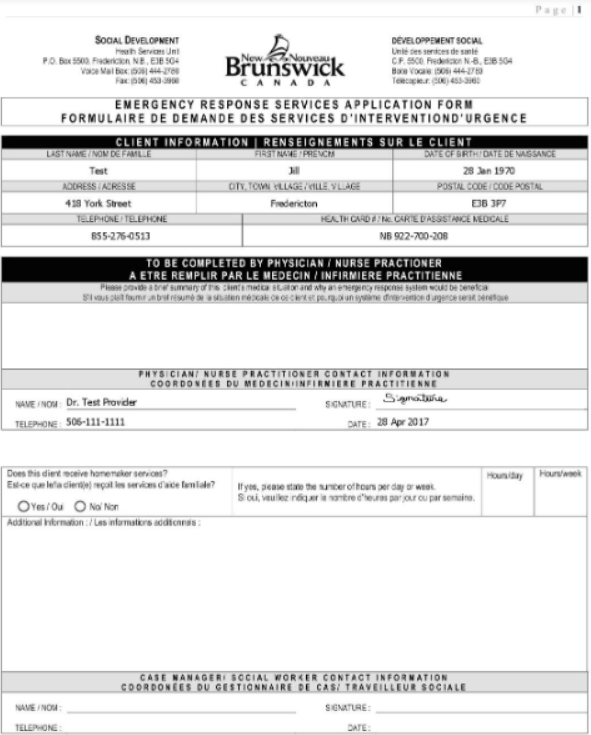 Page | 1
SOCIAL DEVELOPMENT
Health Services Unit
P.O. Box 5500, Fredericton, N.B., E3B 5G4
Voice Mail Box: (506) 444-2788
Fax: (506) 453-3960
New Nouveau
Brunswick
CANADA
DÉVELOPPEMENT SOCIAL
Unité des services de santé
C.P. 5500, Fredericton N.-B., E3B 5G4
Boite Vocale: (506) 444-2788
Télécopieur: (506) 453-3960
EMERGENCY RESPONSE SERVICES APPLICATION FORM
FORMULAIRE DE DEMANDE DES SERVICES D'INTERVENTIOND'URGENCE
CLIENT INFORMATION | RENSEIGNEMENTS SUR LE CLIENT
LAST NAME / NOM DE FAMILLE FIRST NAME / PRENOM DATE OF BIRTH / DATE DE NAISSANCE
Test Jill 28 Jan 1970
ADDRESS / ADRESSE CITY, TOWN, VILLAGE / VILLE, VILLAGE POSTAL CODE / CODE POSTAL
418 York Street Fredericton E3B 3P7
TELEPHONE / TELEPHONE HEALTH CARD # / No. CARTE D'ASSISTANCE MEDICALE
855-276-0513 NB 922-700-208
TO BE COMPLETED BY PHYSICIAN / NURSE PRACTIONER
A ETRE REMPLIR PAR LE MEDECIN / INFIRMIERE PRACTITIENNE
Please provide a brief summary of this client's medical situation and why an emergency response system would be beneficial
S'il vous plaît fournir un bref résumé de la situation médicale de ce client et pourquoi un système d'intervention d'urgence serait bénéfique
PHYSICIAN/ NURSE PRACTITIONER CONTACT INFORMATION
COORDONÉES DU MEDECIN/INFIRMIERE PRACTITIENNE
NAME / NOM : Dr. Test Provider SIGNATURE : Signature
TELEPHONE : 506-111-1111 DATE : 28 Apr 2017
Does this client receive homemaker services?
Est-ce que le/la client(e) reçoit les services d'aide familiale?
Yes / Oui No/ Non
If yes, please state the number of hours per day or week.
Si oui, veuillez indiquer le nombre d'heures par jour ou par semaine.
Hours/day Hours/week
Additional Information : / Les informations additionnels :
CASE MANAGER/ SOCIAL WORKER CONTACT INFORMATION
COORDONÉES DU GESTIONNAIRE DE CAS/ TRAVEILLEUR SOCIALE
NAME / NOM : SIGNATURE :
TELEPHONE : DATE :